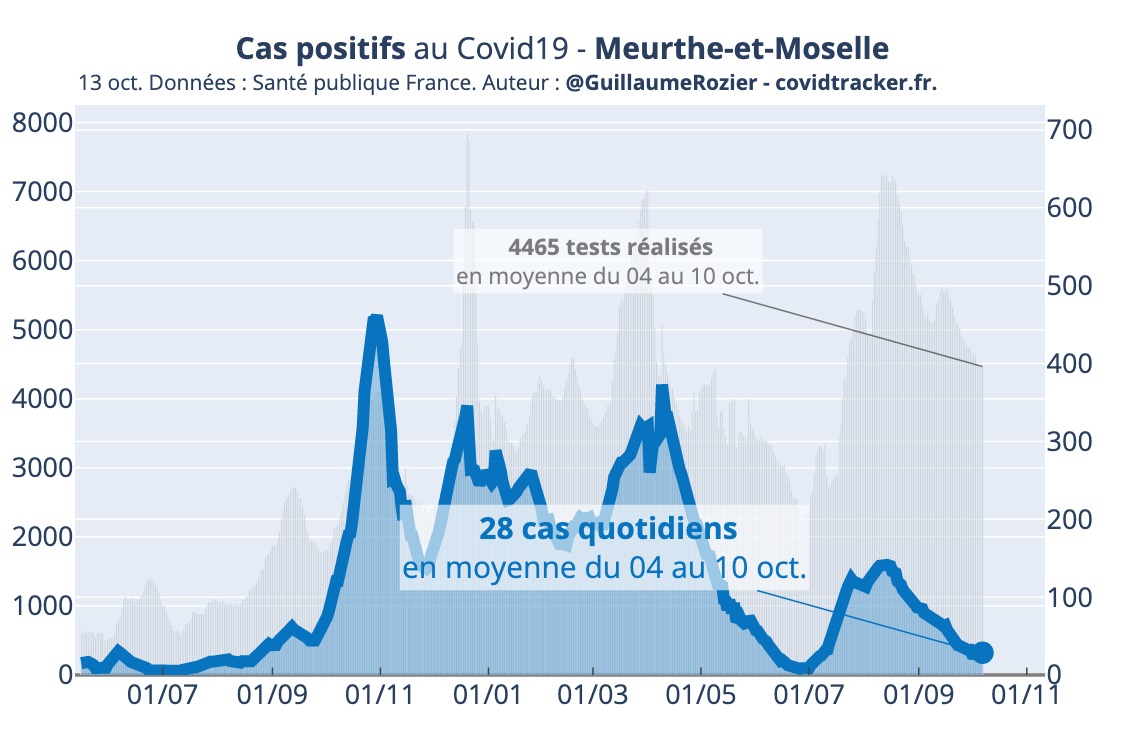 Cas positifs au Covid19 - Meurthe-et-Moselle
13 oct. Données : Santé publique France. Auteur : @GuillaumeRozier - covidtracker.fr.
8000
7000
6000
5000
4000
3000
2000
1000
0
700
600
500
400
300
200
100
0
4465 tests réalisés
en moyenne du 04 au 10 oct.
28 cas quotidiens
en moyenne du 04 au 10 oct.
01/07 01/09 01/11 01/01 01/03 01/05 01/07 01/09 01/11